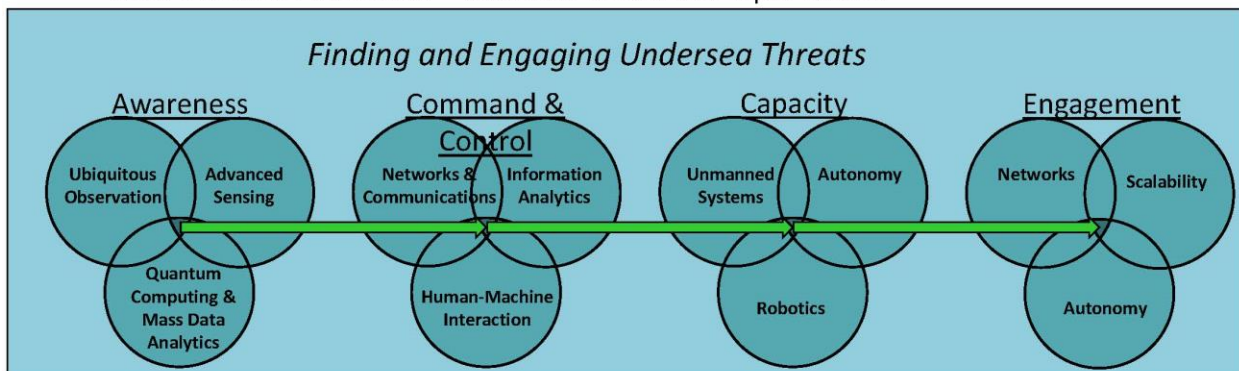 Finding and Engaging Undersea Threats
Awareness
Ubiquitous
Observation
Advanced
Sensing
Quantum
Computing &
Mass Data
Analytics
Command &
Control
Networks &
Communications
Information
Analytics
Human-Machine
Interaction
Capacity
Unmanned
Systems
Autonomy
Robotics
Engagement
Networks
Scalability
Autonomy